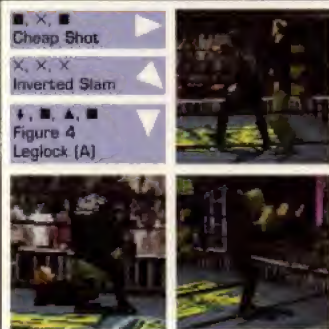 ■, ×, ■
Cheap Shot
×, ×, ×
Inverted Slam
↓, ■, ▲, ■
Figure 4
Leglock (A)